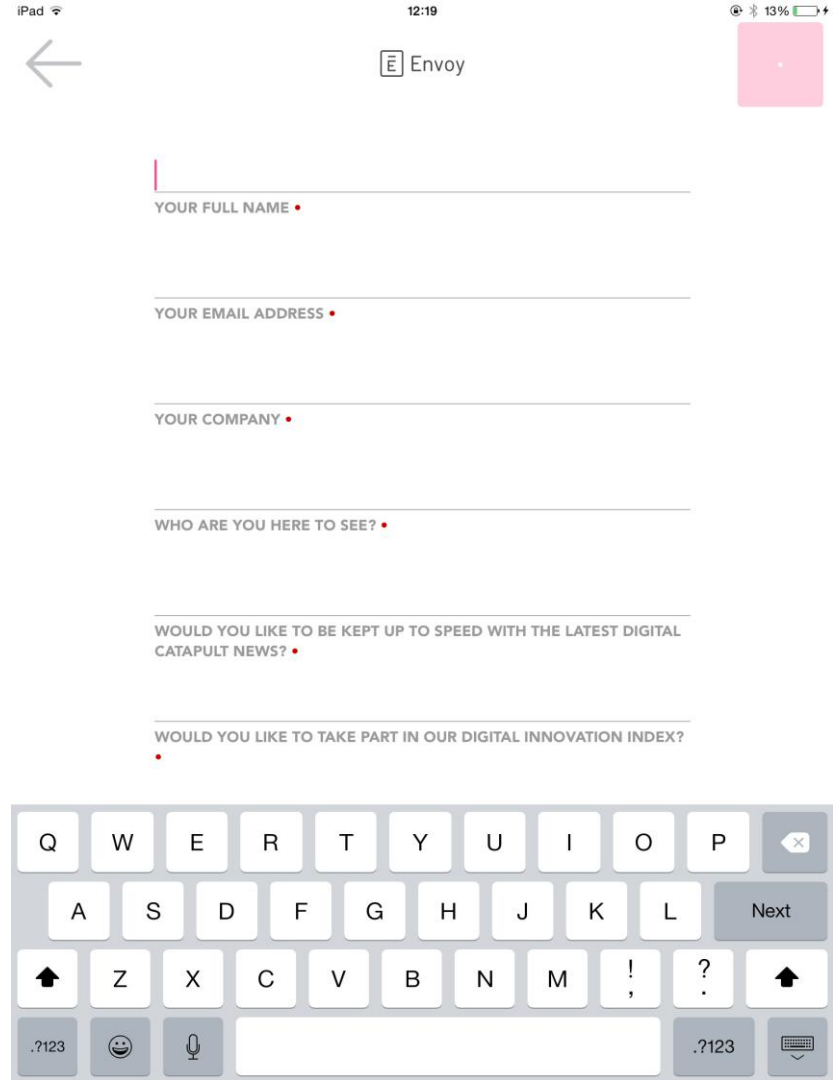 iPad 12:19 13%
Ē Envoy
YOUR FULL NAME •
YOUR EMAIL ADDRESS •
YOUR COMPANY •
WHO ARE YOU HERE TO SEE? •
WOULD YOU LIKE TO BE KEPT UP TO SPEED WITH THE LATEST DIGITAL
CATAPULT NEWS? •
WOULD YOU LIKE TO TAKE PART IN OUR DIGITAL INNOVATION INDEX?
•
Q W E R T Y U I O P
A S D F G H J K L Next
Z X C V B N M ! , ? .
.?123 .?123